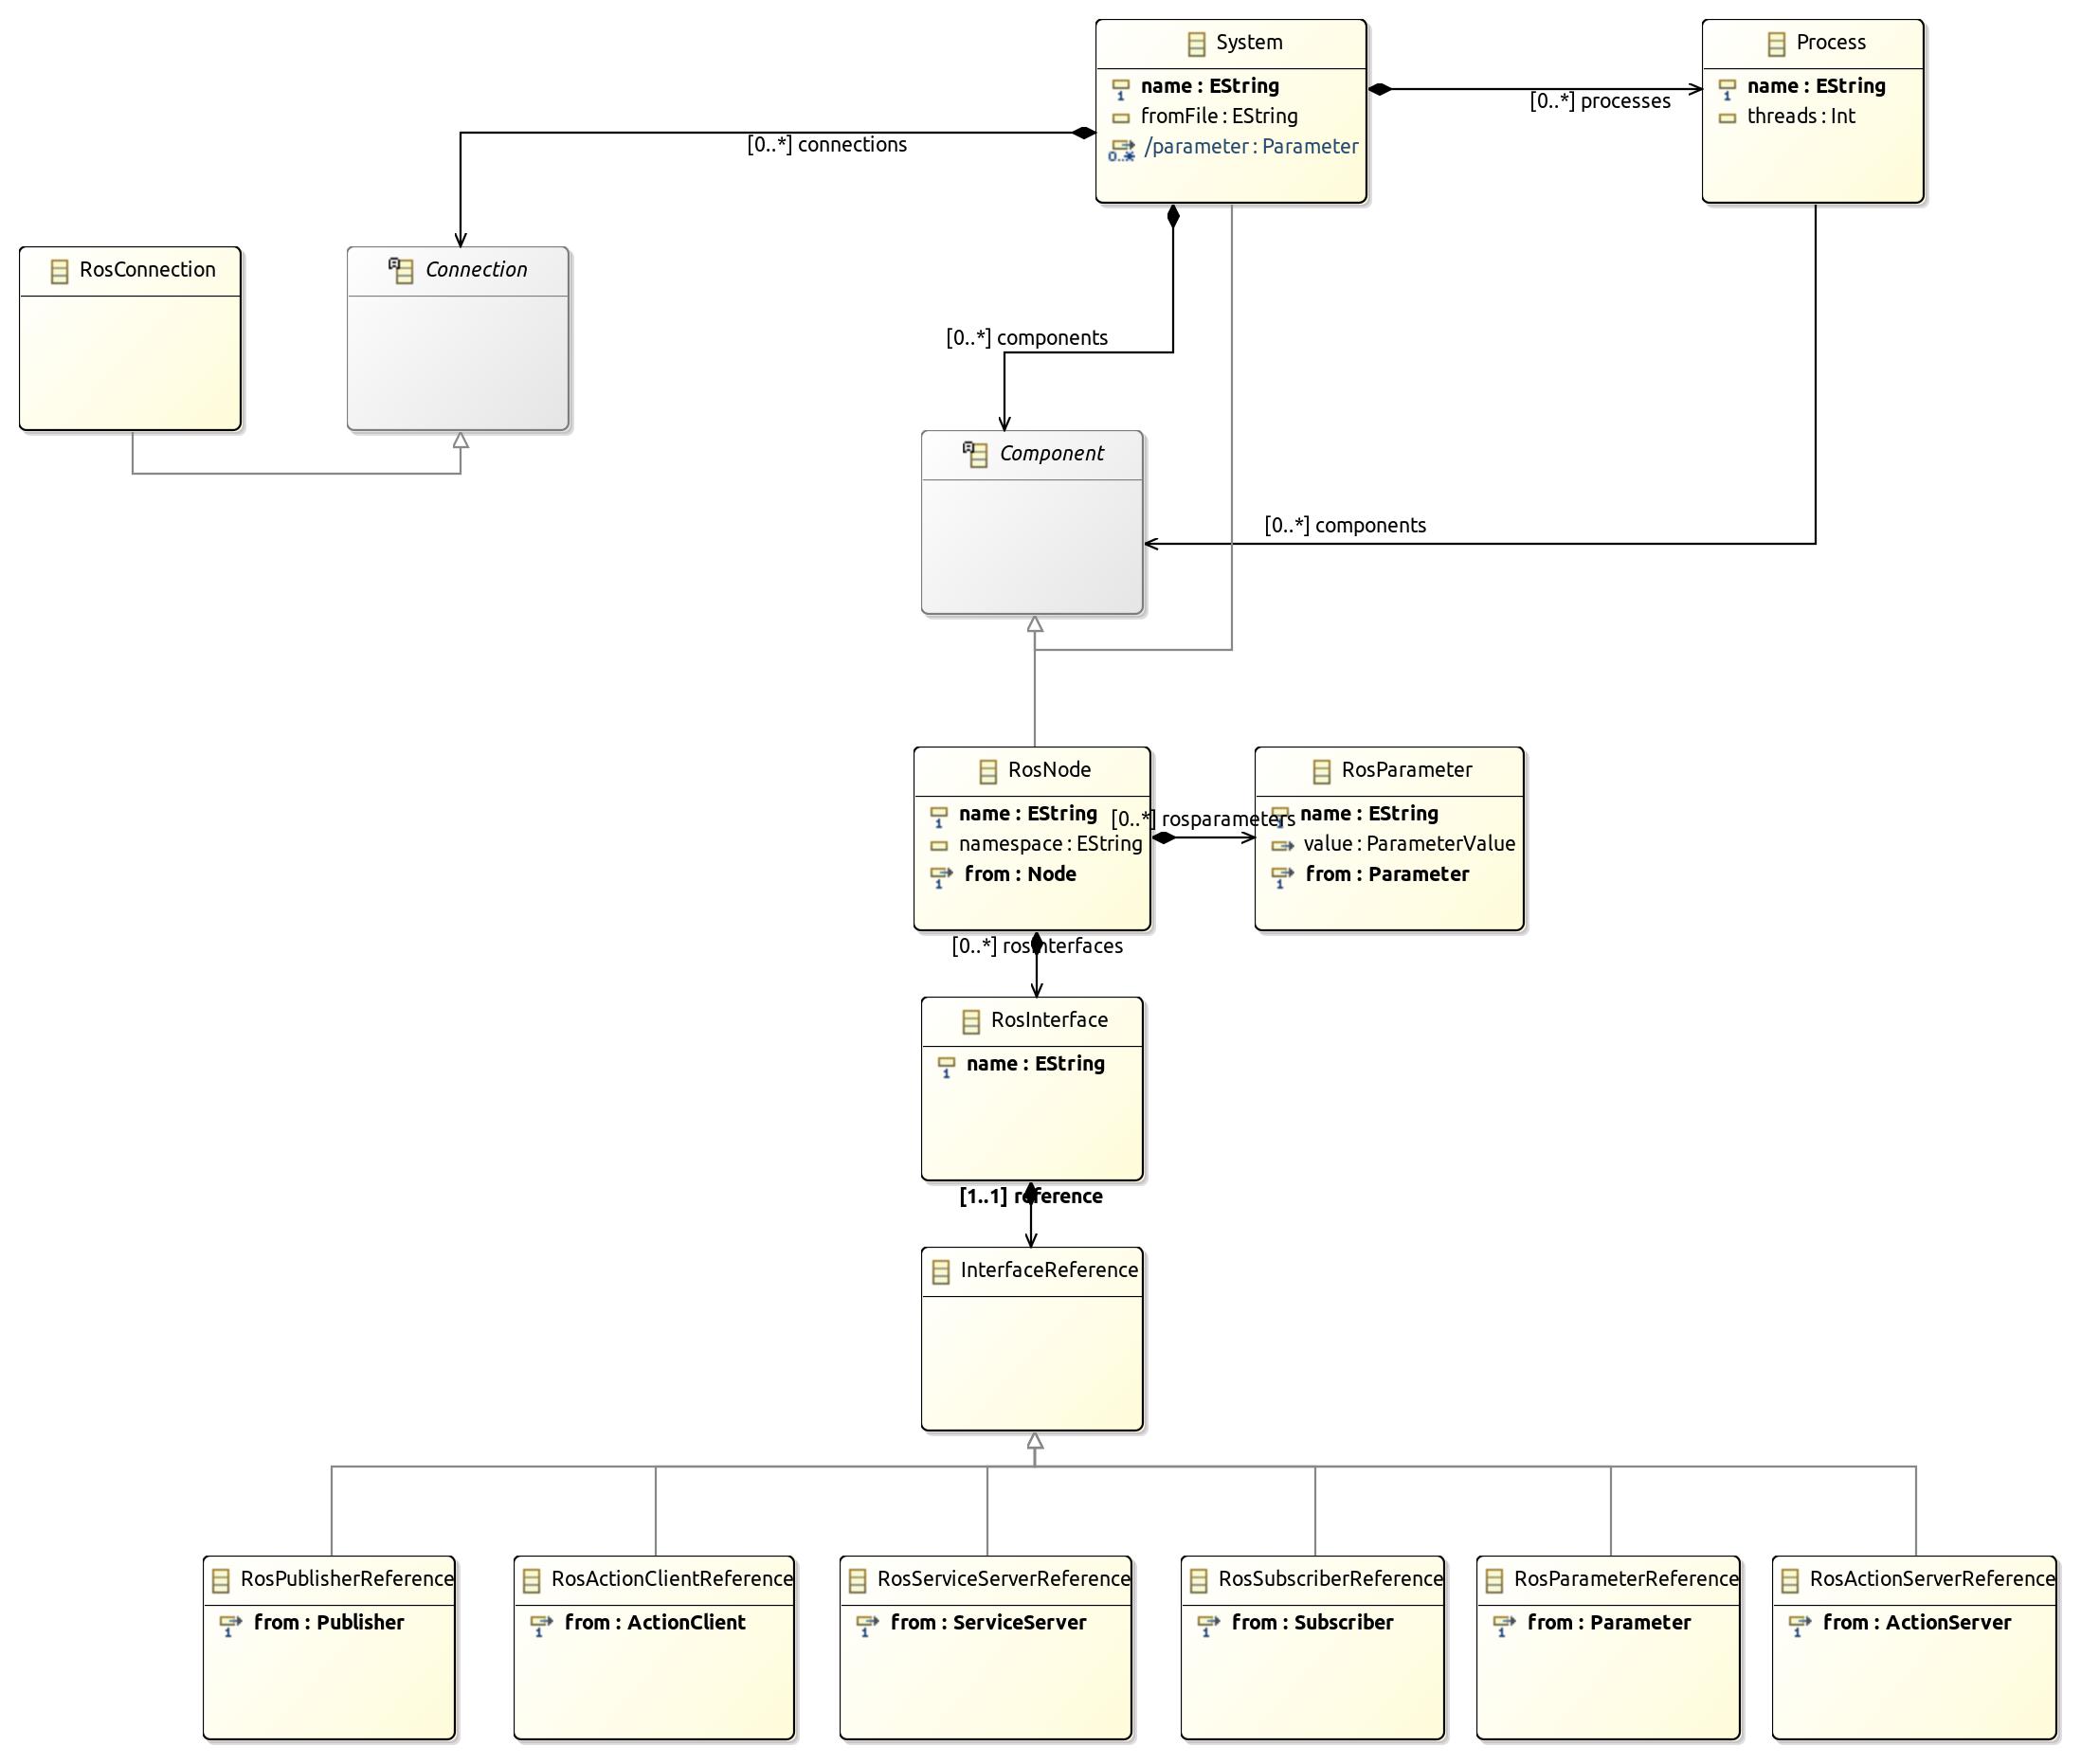 System
name : EString
fromFile : EString
/parameter : Parameter
Process
name : EString
threads : Int
[0..*] processes
[0..*] connections
RosConnection
Connection
[0..*] components
Component
[0..*] components
RosNode
name : EString
namespace : EString
from : Node
[0..*] rosparameters
RosParameter
name : EString
value : ParameterValue
from : Parameter
[0..*] rosinterfaces
RosInterface
name : EString
[1..1] reference
InterfaceReference
RosPublisherReference
from : Publisher
RosActionClientReference
from : ActionClient
RosServiceServerReference
from : ServiceServer
RosSubscriberReference
from : Subscriber
RosParameterReference
from : Parameter
RosActionServerReference
from : ActionServer